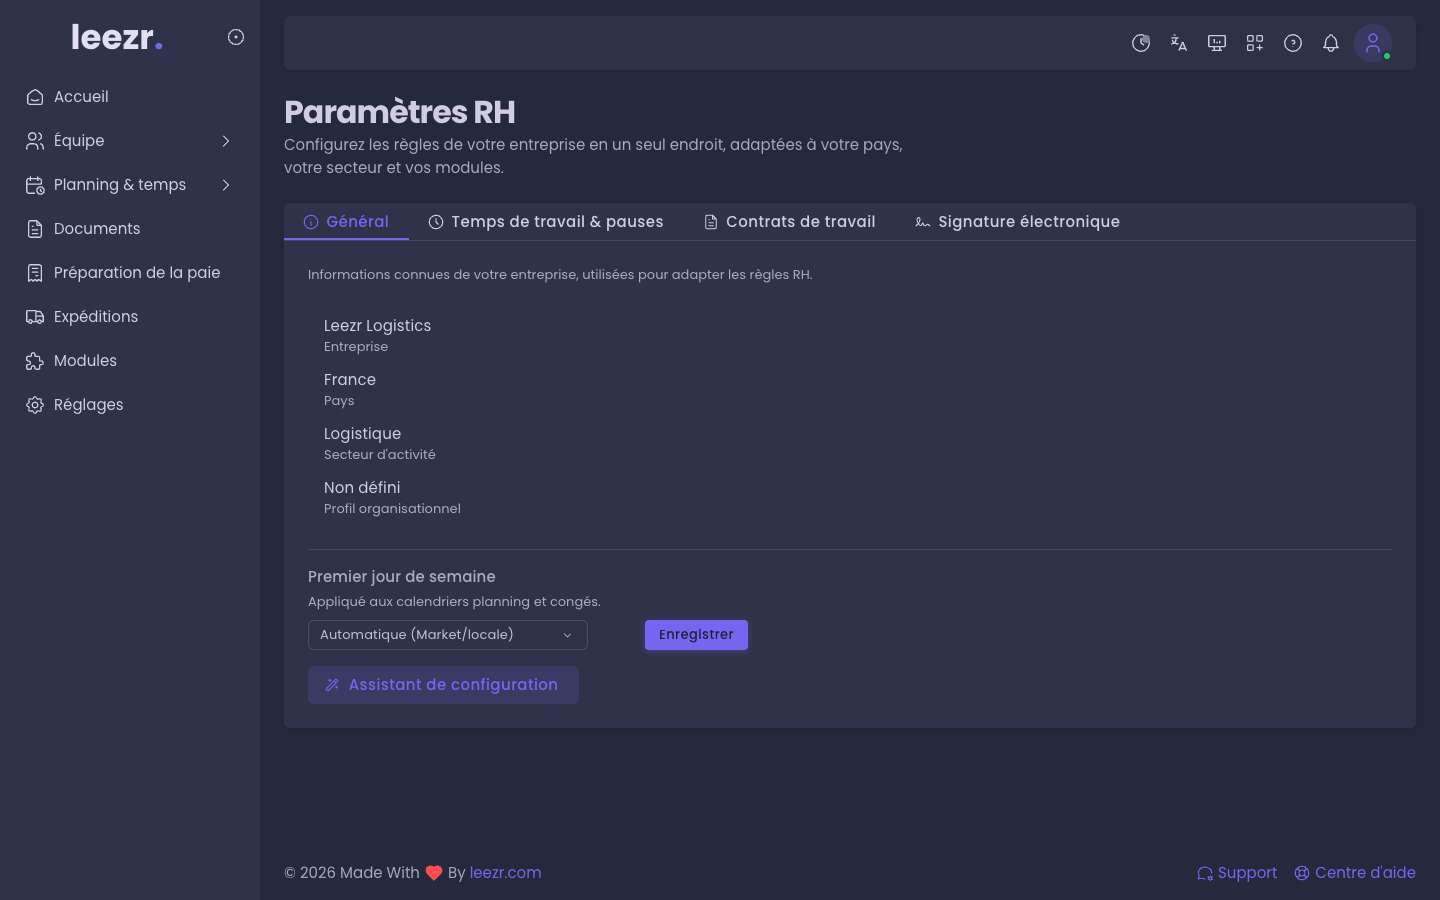 leezr.
Accueil
Équipe
Planning & temps
Documents
Préparation de la paie
Expéditions
Modules
Réglages
Paramètres RH
Configurez les règles de votre entreprise en un seul endroit, adaptées à votre pays,
votre secteur et vos modules.
Général
Temps de travail & pauses
Contrats de travail
Signature électronique
Informations connues de votre entreprise, utilisées pour adapter les règles RH.
Leezr Logistics
Entreprise
France
Pays
Logistique
Secteur d'activité
Non défini
Profil organisationnel
Premier jour de semaine
Appliqué aux calendriers planning et congés.
Automatique (Market/locale)
Enregistrer
Assistant de configuration
© 2026 Made With ❤ By leezr.com
Support
Centre d'aide